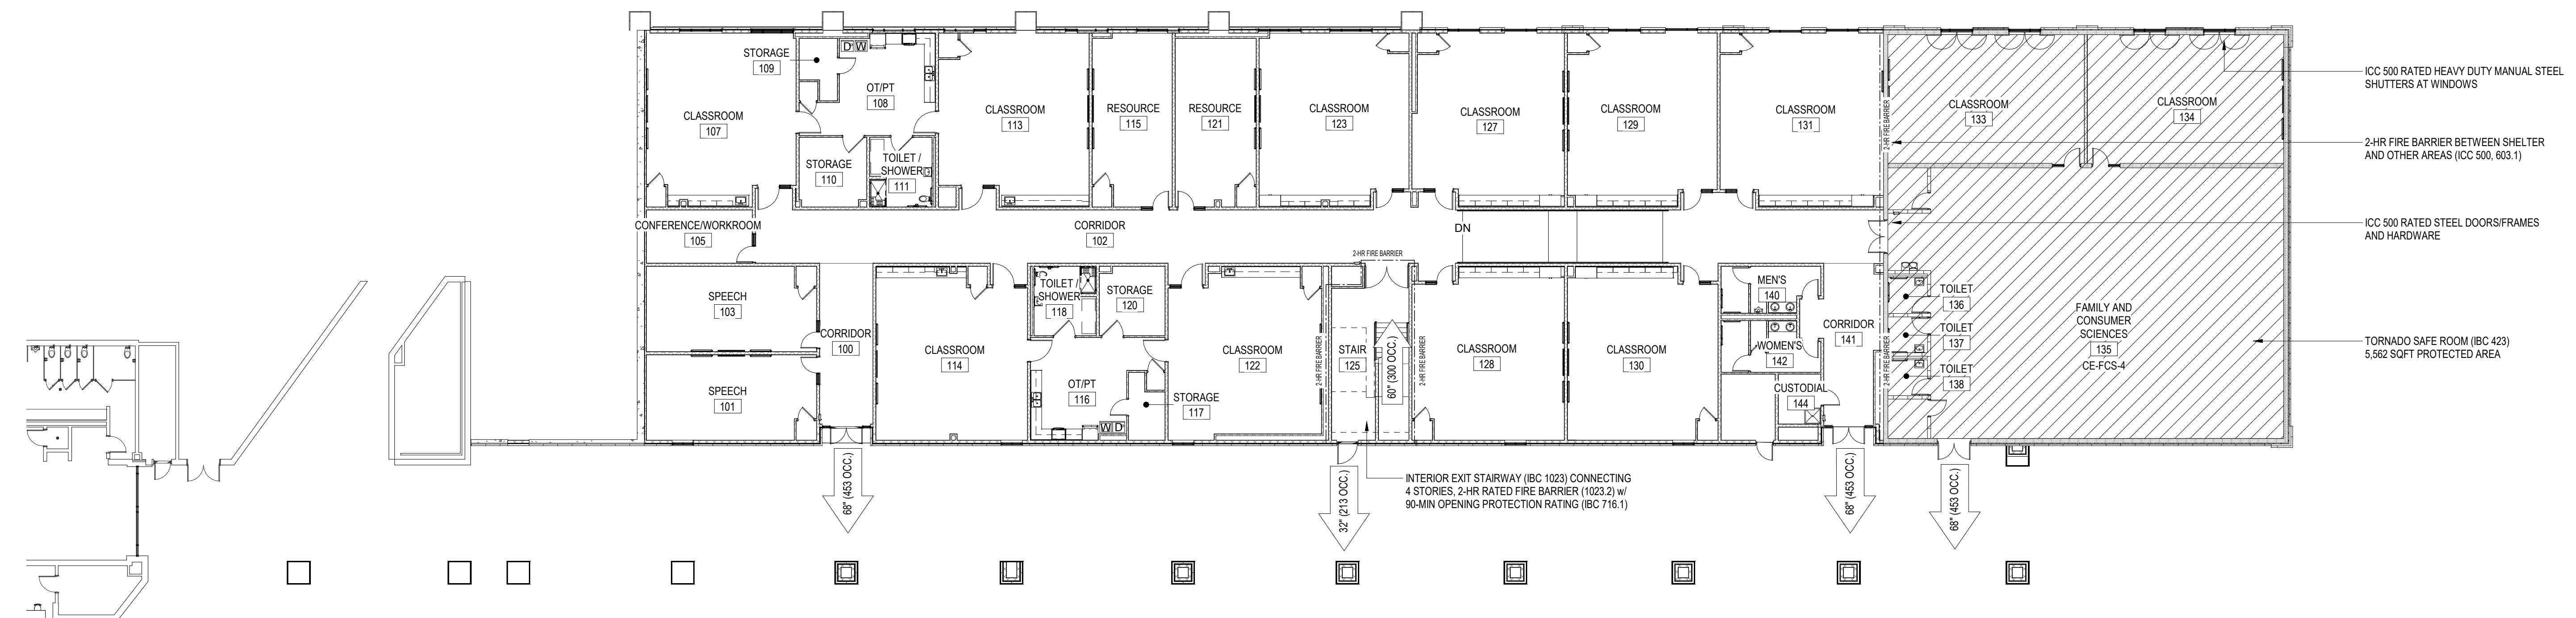 STORAGE
109
D W
OT/PT
108
CLASSROOM
107
STORAGE
110
TOILET /
SHOWER
111
CLASSROOM
113
RESOURCE
115
RESOURCE
121
CLASSROOM
123
CLASSROOM
127
CLASSROOM
129
CLASSROOM
131
2-HR FIRE BARRIER
CLASSROOM
133
CLASSROOM
134
ICC 500 RATED HEAVY DUTY MANUAL STEEL
SHUTTERS AT WINDOWS
2-HR FIRE BARRIER BETWEEN SHELTER
AND OTHER AREAS (ICC 500, 603.1)
ICC 500 RATED STEEL DOORS/FRAMES
AND HARDWARE
CONFERENCE/WORKROOM
105
CORRIDOR
102
DN
2-HR FIRE BARRIER
SPEECH
103
CORRIDOR
100
SPEECH
101
CLASSROOM
114
TOILET /
SHOWER
118
STORAGE
120
OT/PT
116
W D
STORAGE
117
CLASSROOM
122
2-HR FIRE BARRIER
STAIR
125
60" (300 OCC.)
2-HR FIRE BARRIER
CLASSROOM
128
CLASSROOM
130
MEN'S
140
WOMEN'S
142
CORRIDOR
141
CUSTODIAL
144
2-HR FIRE BARRIER
TOILET
136
TOILET
137
TOILET
138
FAMILY AND
CONSUMER
SCIENCES
135
CE-FCS-4
TORNADO SAFE ROOM (IBC 423)
5,562 SQFT PROTECTED AREA
68" (453 OCC.)
32" (213 OCC.)
INTERIOR EXIT STAIRWAY (IBC 1023) CONNECTING
4 STORIES, 2-HR RATED FIRE BARRIER (1023.2) w/
90-MIN OPENING PROTECTION RATING (IBC 716.1)
68" (453 OCC.)
68" (453 OCC.)